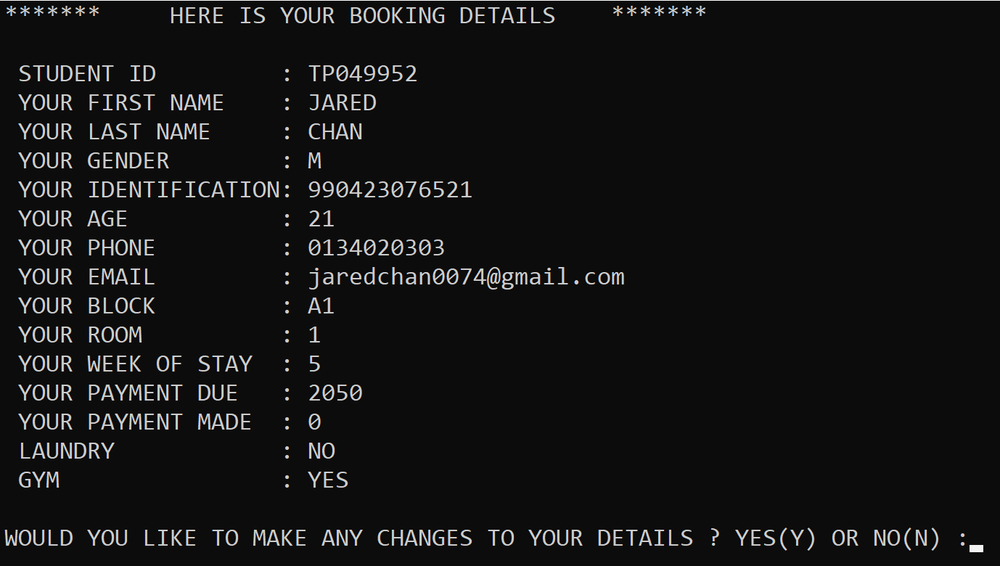 *******     HERE IS YOUR BOOKING DETAILS    *******
STUDENT ID         : TP049952
YOUR FIRST NAME    : JARED
YOUR LAST NAME     : CHAN
YOUR GENDER        : M
YOUR IDENTIFICATION: 990423076521
YOUR AGE           : 21
YOUR PHONE         : 0134020303
YOUR EMAIL         : jaredchan0074@gmail.com
YOUR BLOCK         : A1
YOUR ROOM          : 1
YOUR WEEK OF STAY  : 5
YOUR PAYMENT DUE   : 2050
YOUR PAYMENT MADE  : 0
LAUNDRY            : NO
GYM                : YES
WOULD YOU LIKE TO MAKE ANY CHANGES TO YOUR DETAILS ? YES(Y) OR NO(N) :